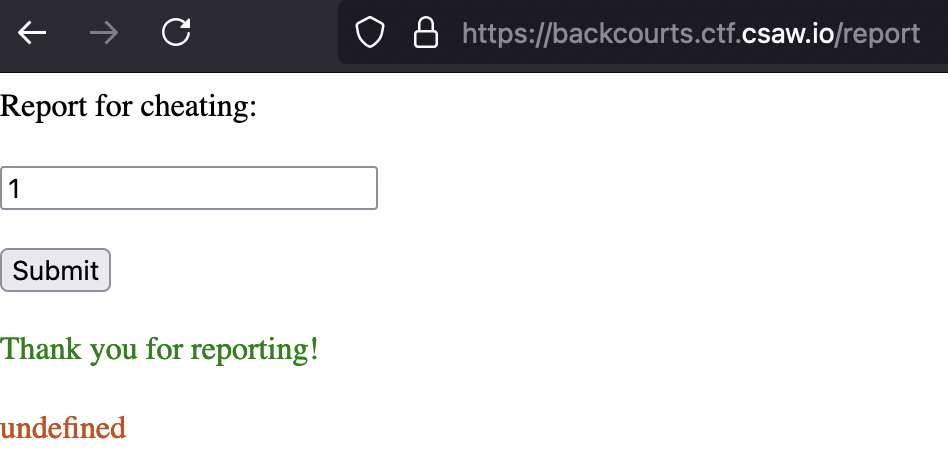 https://backcourts.ctf.csaw.io/report
Report for cheating:
1
Submit
Thank you for reporting!
undefined